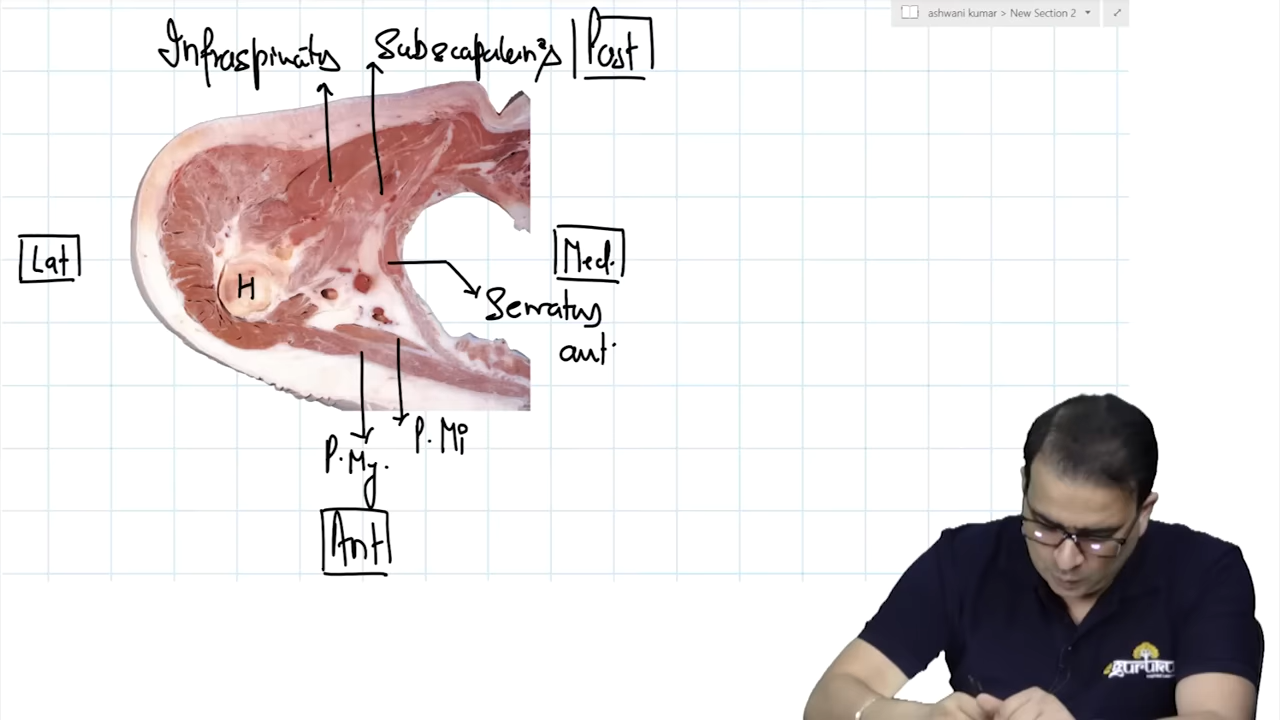 ashwani kumar > New Section 2
Infraspinatus
Subscapularis
Post
Lat
H
Med.
Serratus
ant.
P. Mi
P. My.
Ant